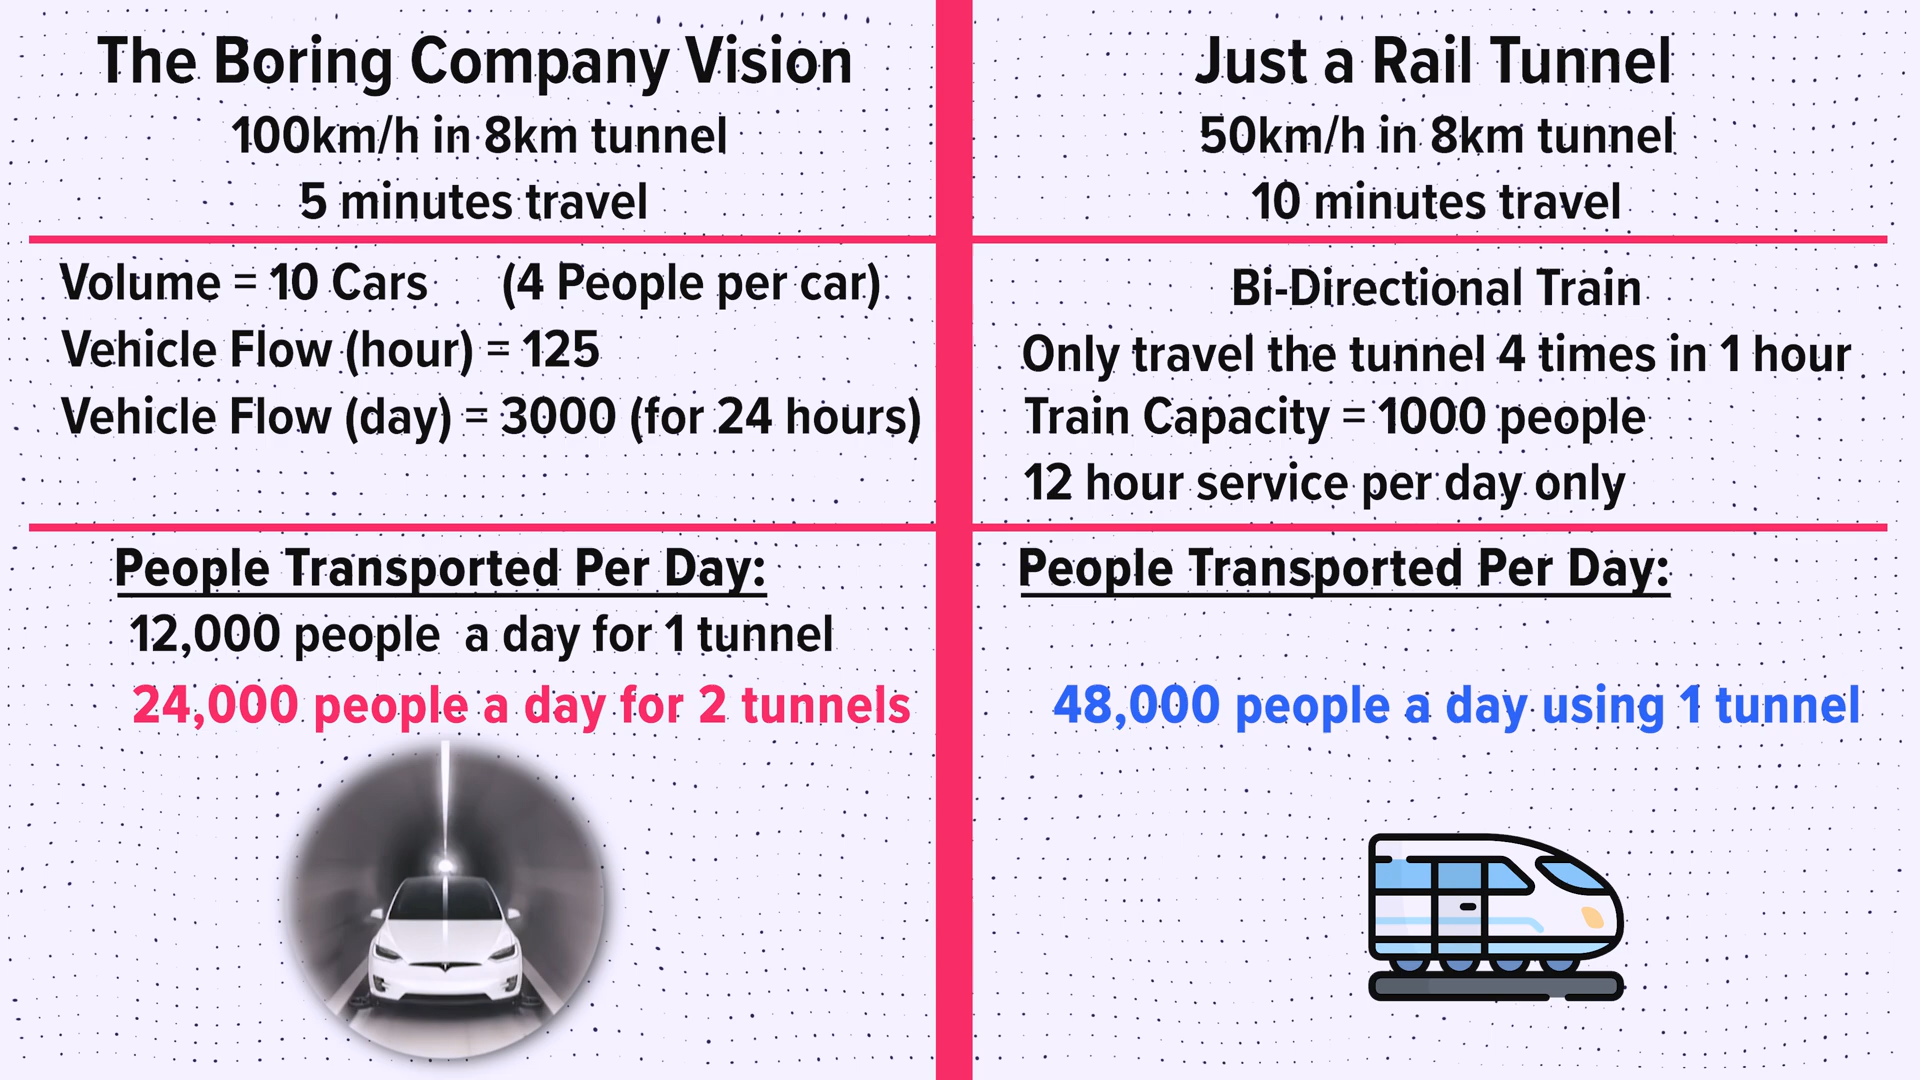 The Boring Company Vision
100km/h in 8km tunnel
5 minutes travel
Volume = 10 Cars (4 People per car)
Vehicle Flow (hour) = 125
Vehicle Flow (day) = 3000 (for 24 hours)
People Transported Per Day:
12,000 people a day for 1 tunnel
24,000 people a day for 2 tunnels
Just a Rail Tunnel
50km/h in 8km tunnel
10 minutes travel
Bi-Directional Train
Only travel the tunnel 4 times in 1 hour
Train Capacity = 1000 people
12 hour service per day only
People Transported Per Day:
48,000 people a day using 1 tunnel